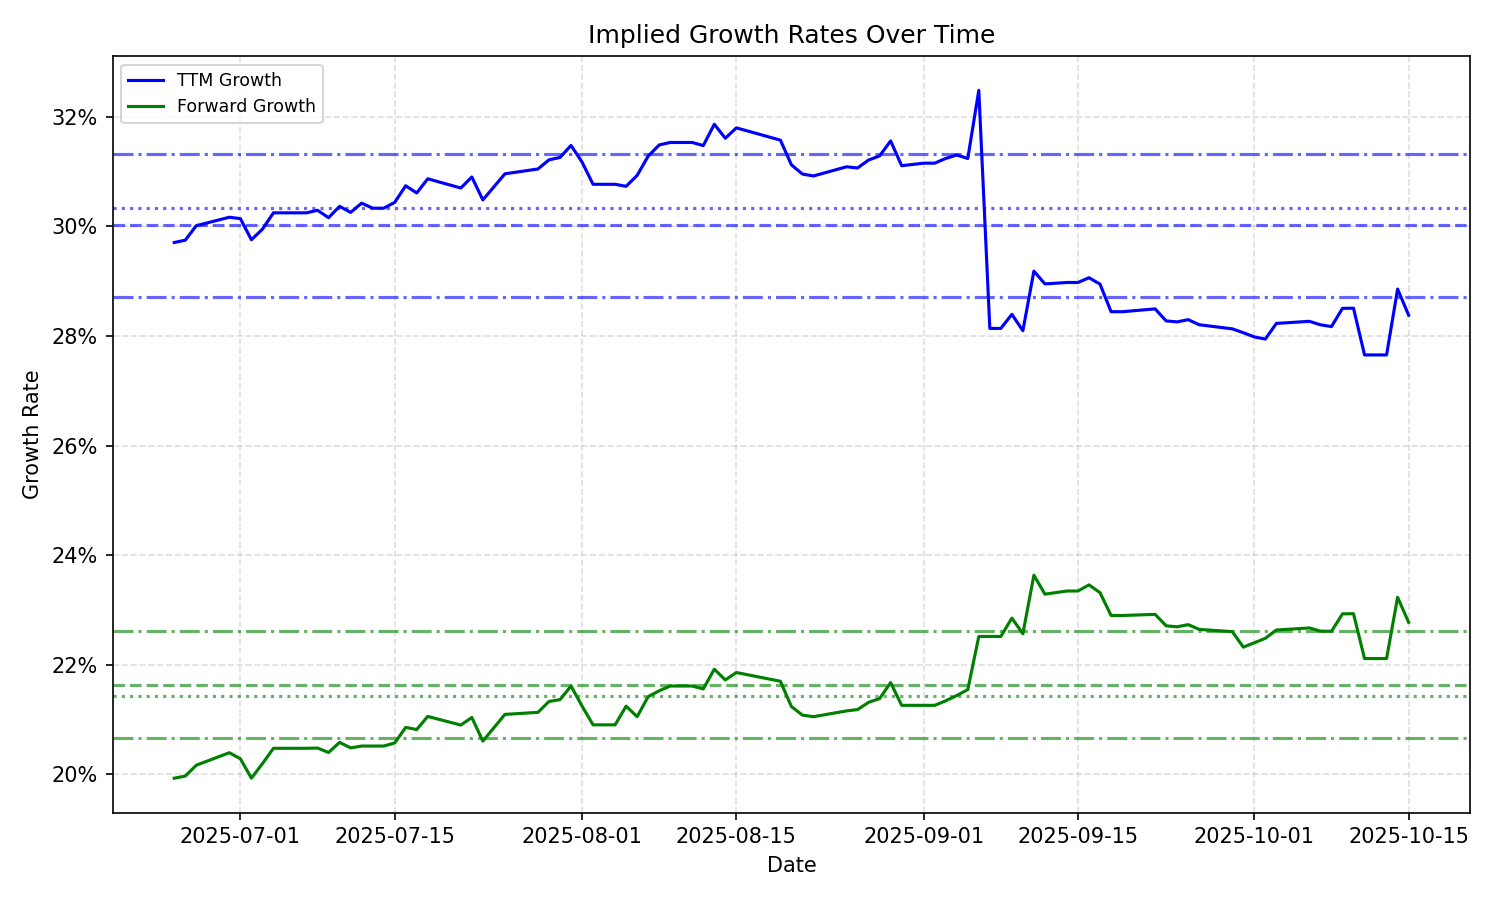 Implied Growth Rates Over Time
TTM Growth
Forward Growth
32%
30%
28%
26%
24%
22%
20%
Growth Rate
2025-07-01 2025-07-15 2025-08-01 2025-08-15 2025-09-01 2025-09-15 2025-10-01 2025-10-15
Date